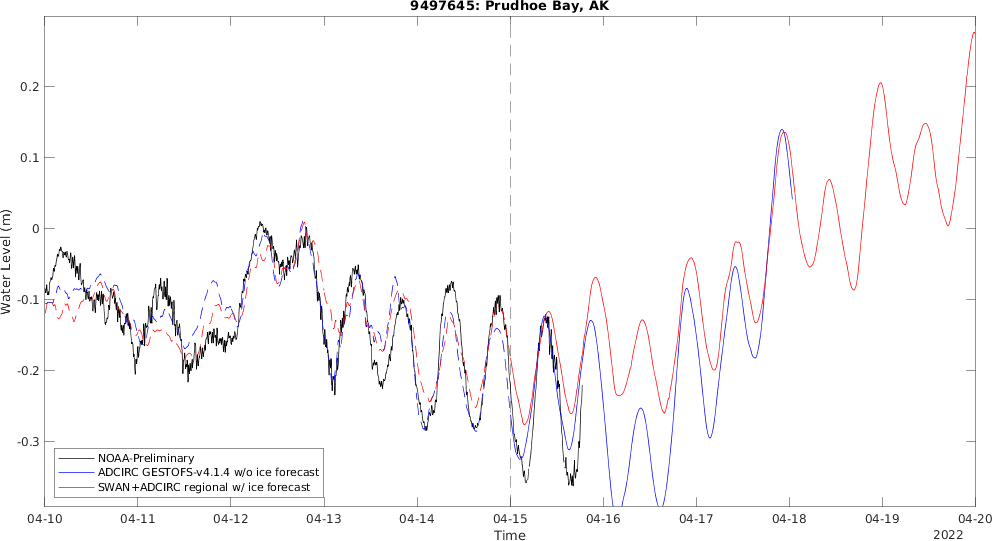 9497645: Prudhoe Bay, AK
Water Level (m)
0.2
0.1
0
-0.1
-0.2
-0.3
NOAA-Preliminary
ADCIRC GESTOFS-v4.1.4 w/o ice forecast
SWAN+ADCIRC regional w/ ice forecast
04-10 04-11 04-12 04-13 04-14 04-15 04-16 04-17 04-18 04-19 04-20
Time
2022